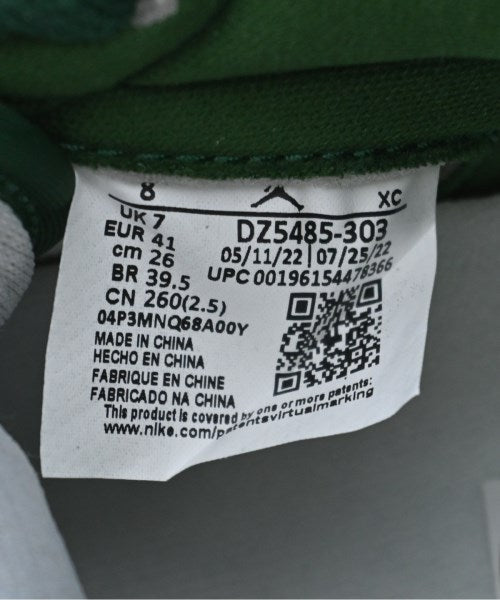 8 XC
UK 7
EUR 41
cm 26
BR 39.5
CN 260(2.5)
DZ5485-303
05/11/22 | 07/25/22
UPC 00196154478366
04P3MNQ68A00Y
MADE IN CHINA
HECHO EN CHINA
FABRIQUE EN CHINE
FABRICADO NA CHINA
This product is covered by one or more patents:
www.nike.com/patentsvirtualmarking